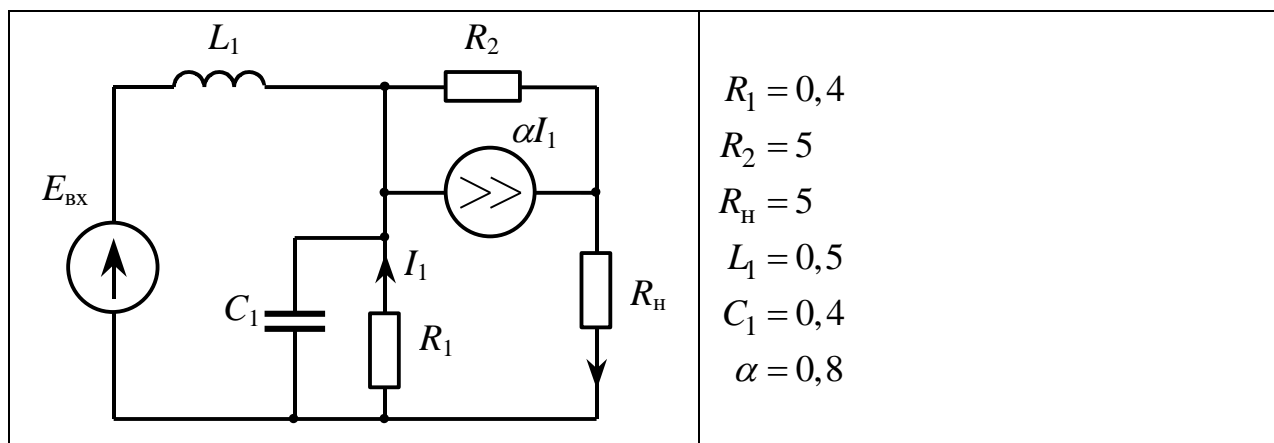 L₁
R₂
αI₁
Eвх
I₁
C₁
R₁
Rн
R₁ = 0,4
R₂ = 5
Rн = 5
L₁ = 0,5
C₁ = 0,4
α = 0,8